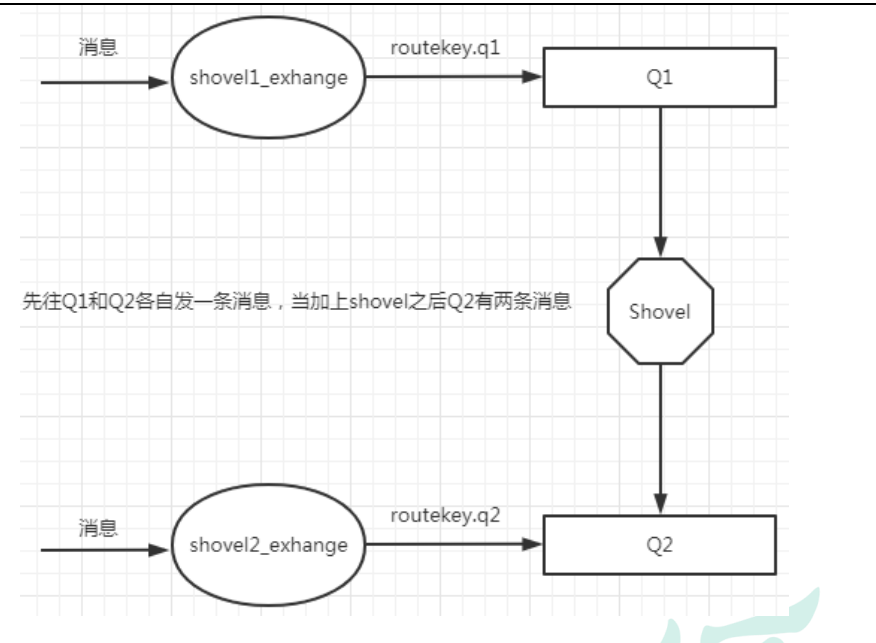 消息
shovel1_exhange
routekey.q1
Q1
先往Q1和Q2各自发一条消息，当加上shovel之后Q2有两条消息
Shovel
消息
shovel2_exhange
routekey.q2
Q2